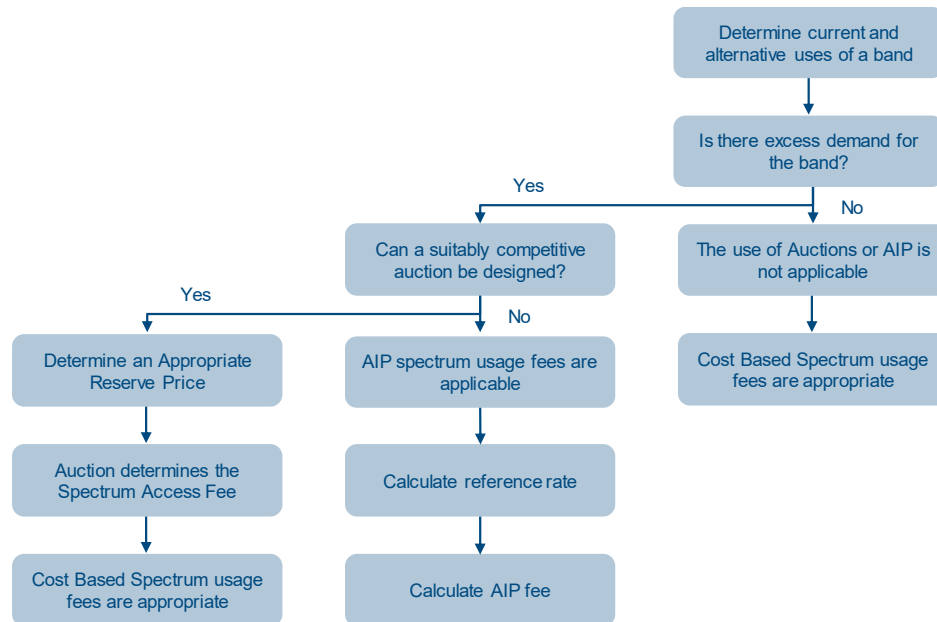 Determine current and
alternative uses of a band
Is there excess demand for
the band?
Yes
No
Can a suitably competitive
auction be designed?
The use of Auctions or AIP is
not applicable
Yes
No
Determine an Appropriate
Reserve Price
AIP spectrum usage fees are
applicable
Cost Based Spectrum usage
fees are appropriate
Auction determines the
Spectrum Access Fee
Calculate reference rate
Cost Based Spectrum usage
fees are appropriate
Calculate AIP fee